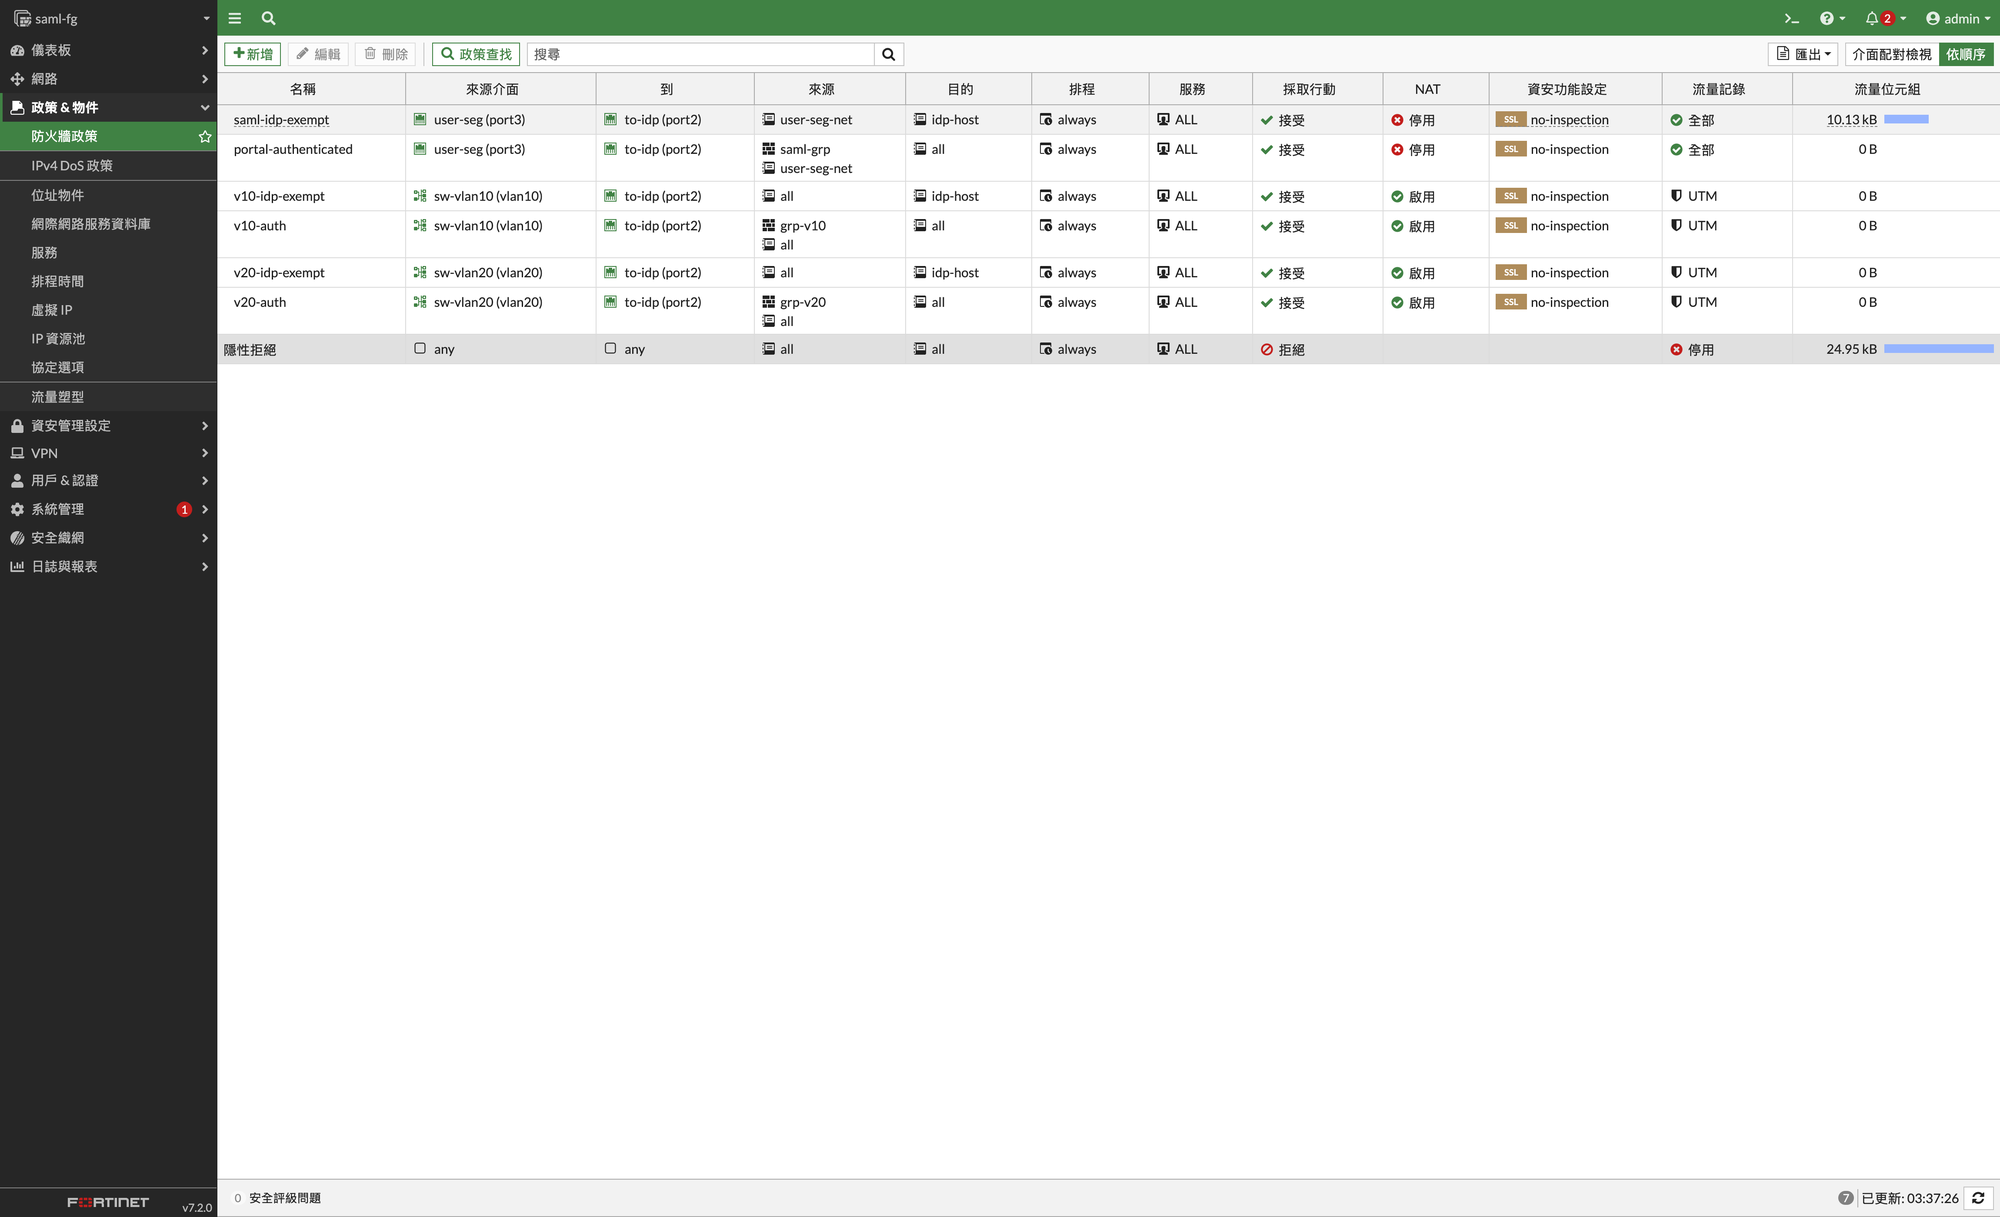 saml-fg
儀表板
網路
政策 & 物件
防火牆政策
IPv4 DoS 政策
位址物件
網際網路服務資料庫
服務
排程時間
虛擬 IP
IP 資源池
協定選項
流量塑型
資安管理設定
VPN
用戶 & 認證
系統管理 1
安全織網
日誌與報表
FORTINET v7.2.0
2 admin
新增 編輯 刪除 政策查找 搜尋 匯出 介面配對檢視 依順序
名稱 來源介面 到 來源 目的 排程 服務 採取行動 NAT 資安功能設定 流量記錄 流量位元組
saml-idp-exempt user-seg (port3) to-idp (port2) user-seg-net idp-host always ALL 接受 停用 SSL no-inspection 全部 10.13 kB
portal-authenticated user-seg (port3) to-idp (port2) saml-grp all always ALL 接受 停用 SSL no-inspection 全部 0 B
user-seg-net
v10-idp-exempt sw-vlan10 (vlan10) to-idp (port2) all idp-host always ALL 接受 啟用 SSL no-inspection UTM 0 B
v10-auth sw-vlan10 (vlan10) to-idp (port2) grp-v10 all always ALL 接受 啟用 SSL no-inspection UTM 0 B
all
v20-idp-exempt sw-vlan20 (vlan20) to-idp (port2) all idp-host always ALL 接受 啟用 SSL no-inspection UTM 0 B
v20-auth sw-vlan20 (vlan20) to-idp (port2) grp-v20 all always ALL 接受 啟用 SSL no-inspection UTM 0 B
all
隱性拒絕 any any all all always ALL 拒絕 停用 24.95 kB
0 安全評級問題 7 已更新: 03:37:26